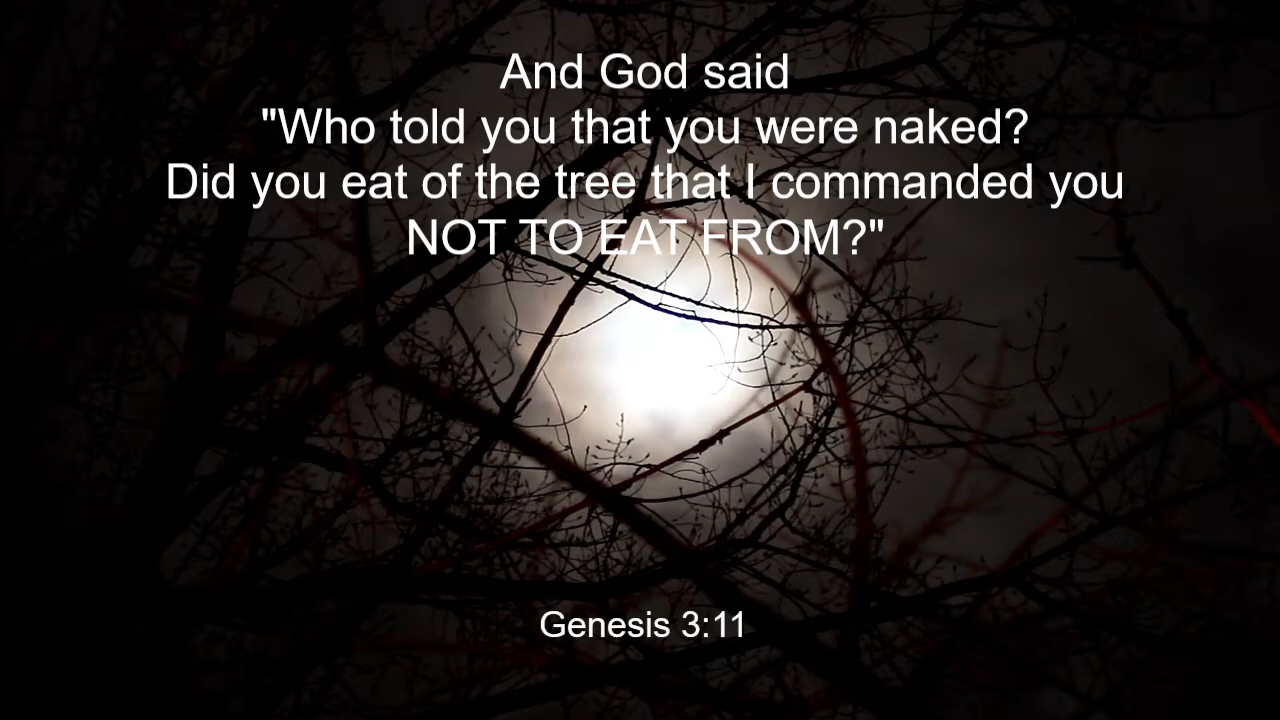 And God said
"Who told you that you were naked?
Did you eat of the tree that I commanded you
NOT TO EAT FROM?"
Genesis 3:11